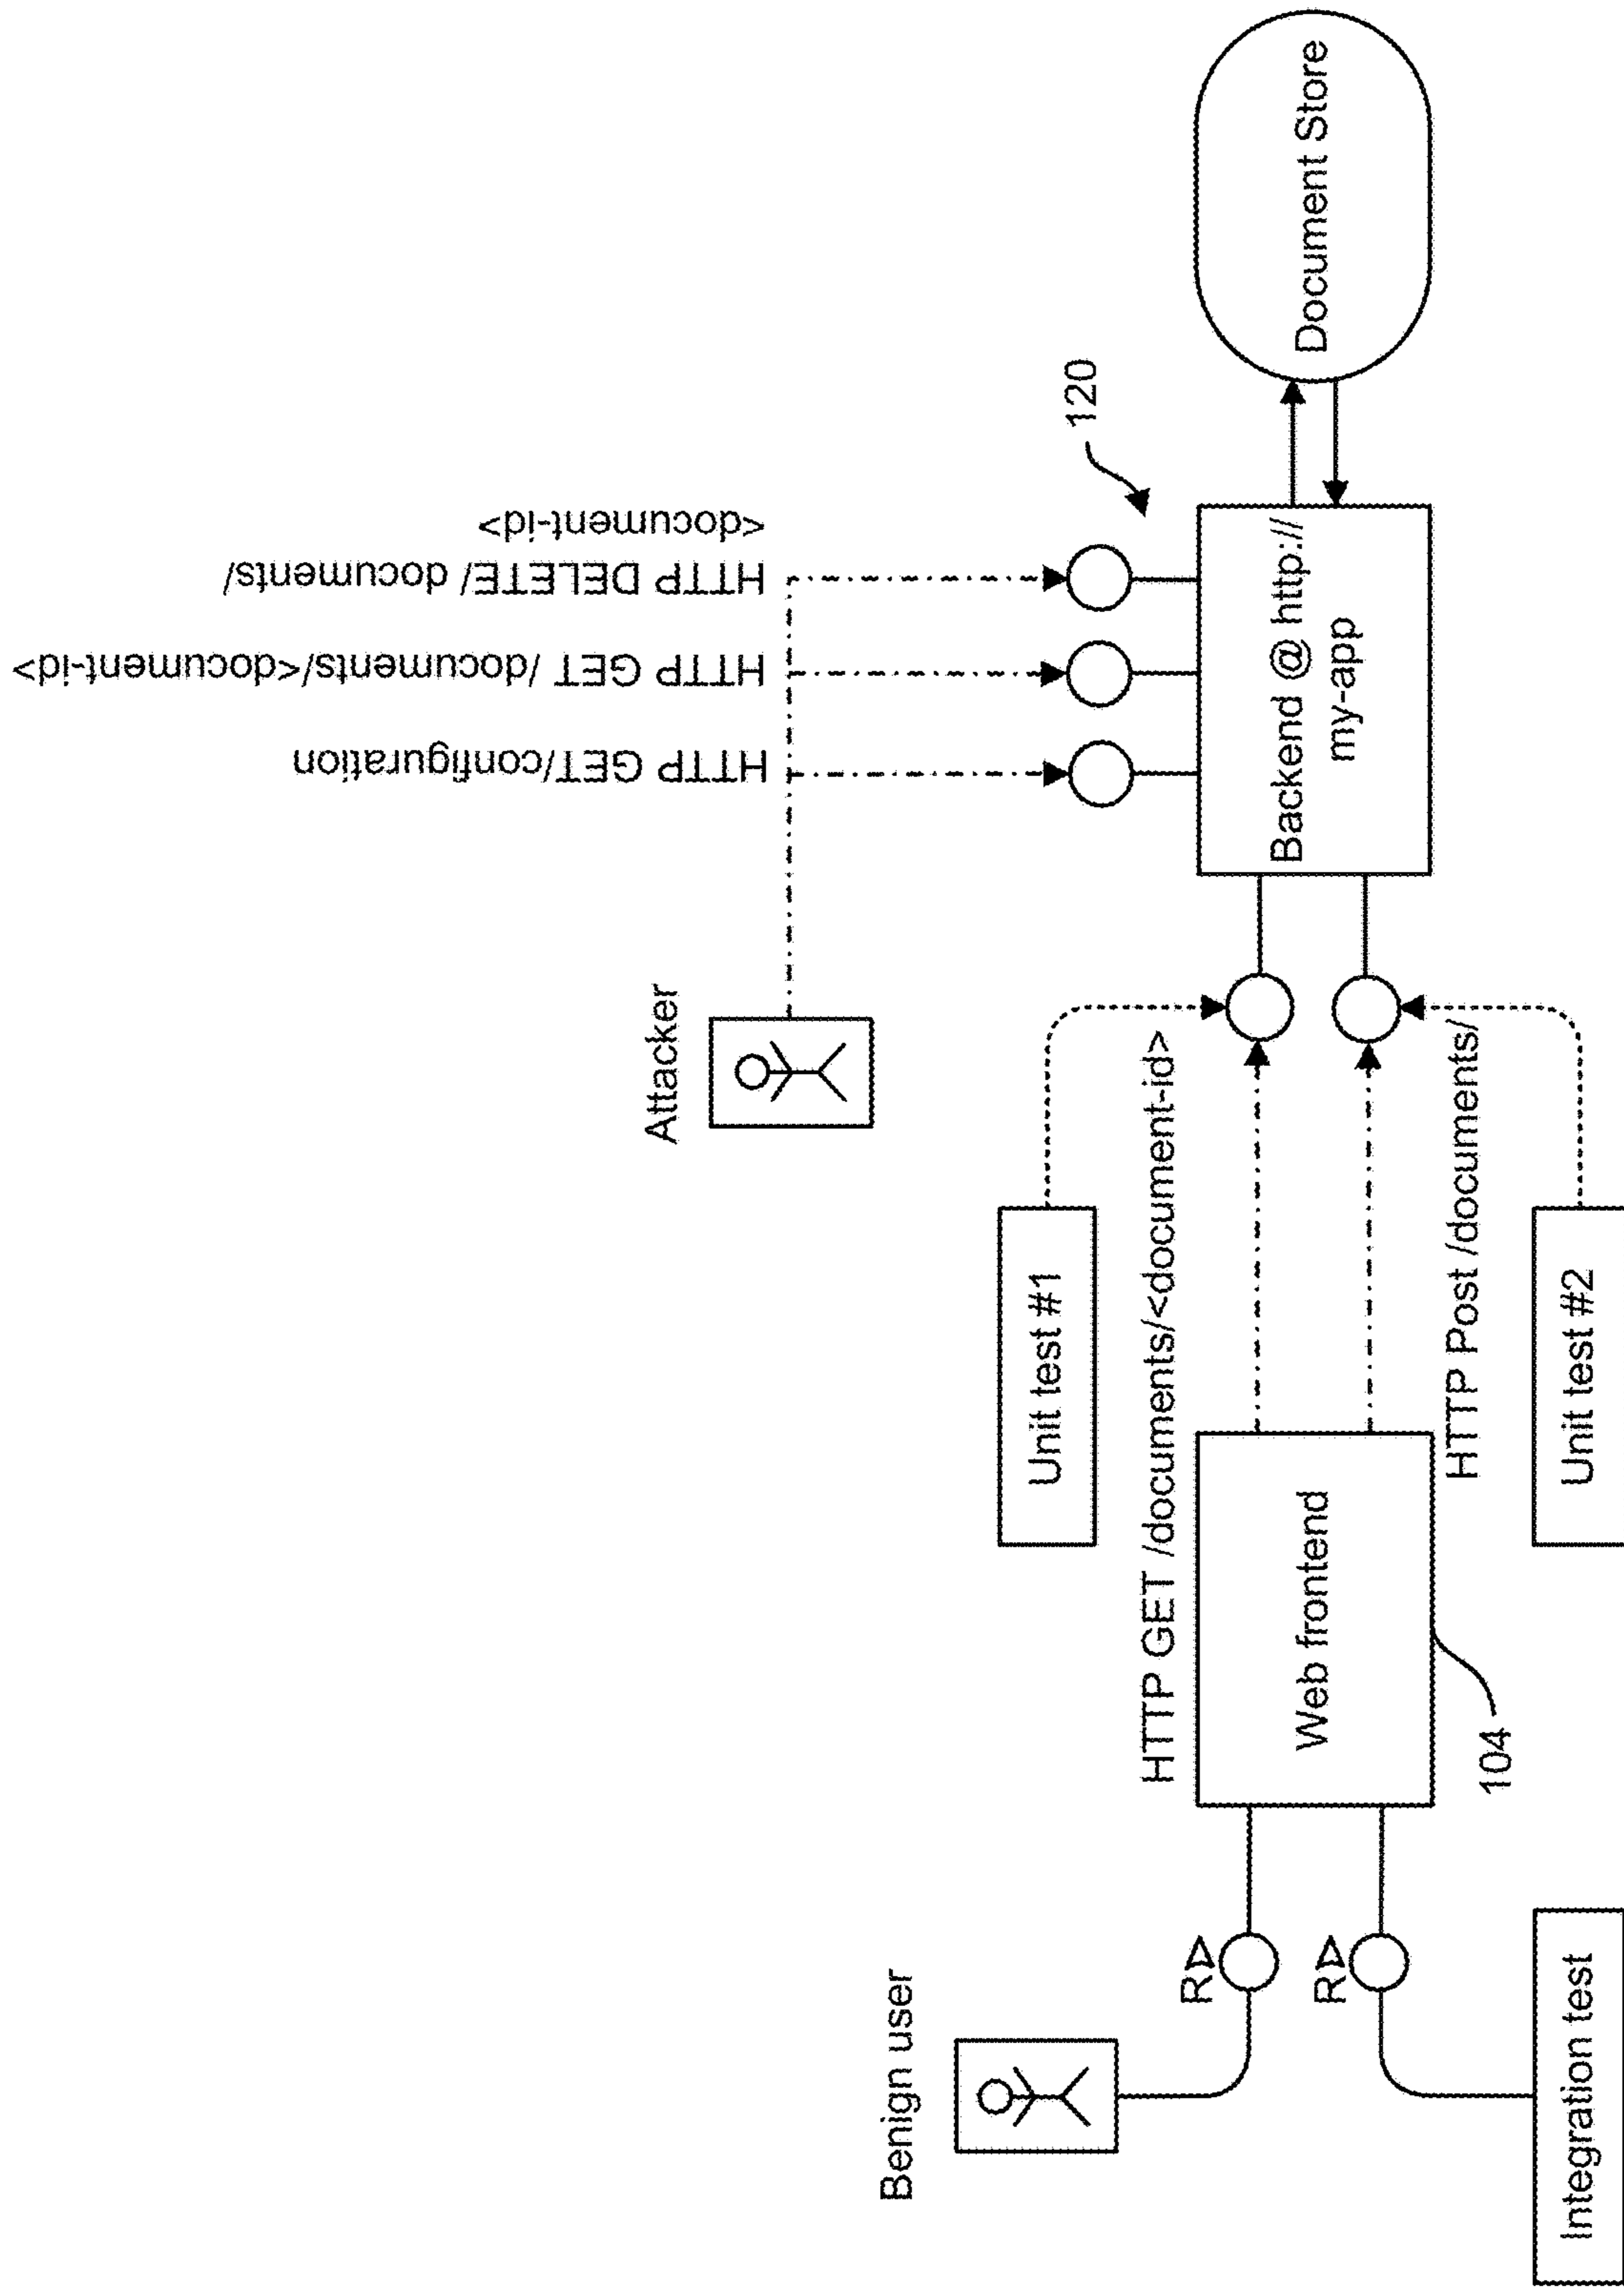 HTTP GET/configuration
HTTP GET /documents/<document-id>
HTTP DELETE/ documents/
<document-id>
Attacker
120
Benign user
Unit test #1
HTTP GET /documents/<document-id>
R
R
Web frontend
Backend @ http://
my-app
Document Store
104
HTTP Post /documents/
Integration test
Unit test #2